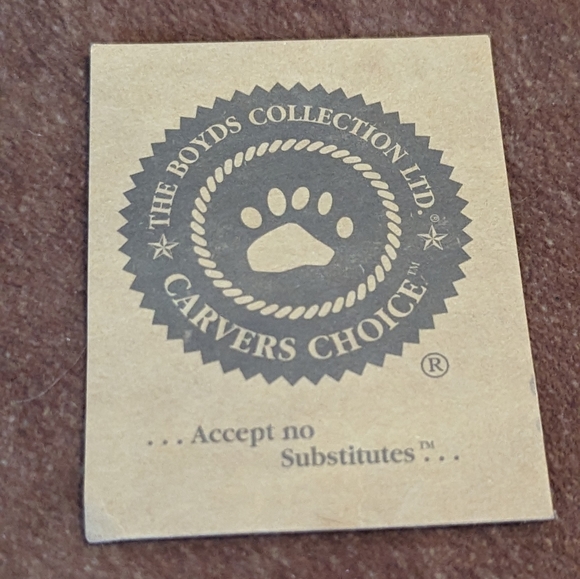 THE BOYDS COLLECTION LTD.®
CARVERS CHOICE™
®
...Accept no
Substitutes™...